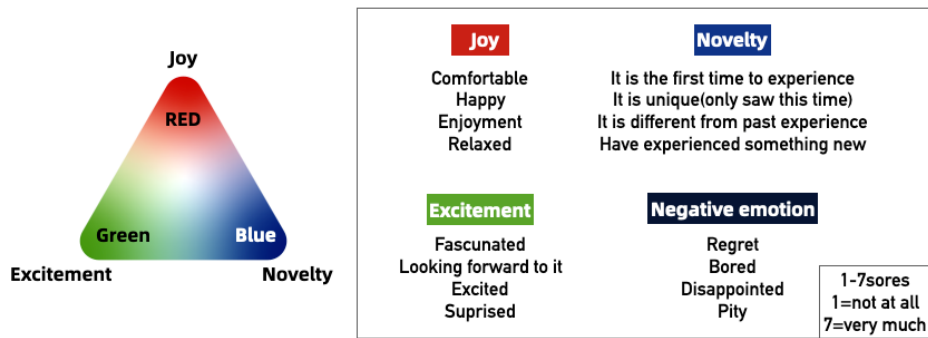 Joy
RED
Green
Blue
Excitement
Novelty
Joy
Comfortable
Happy
Enjoyment
Relaxed
Novelty
It is the first time to experience
It is unique(only saw this time)
It is different from past experience
Have experienced something new
Excitement
Fascunated
Looking forward to it
Excited
Suprised
Negative emotion
Regret
Bored
Disappointed
Pity
1-7sores
1=not at all
7=very much